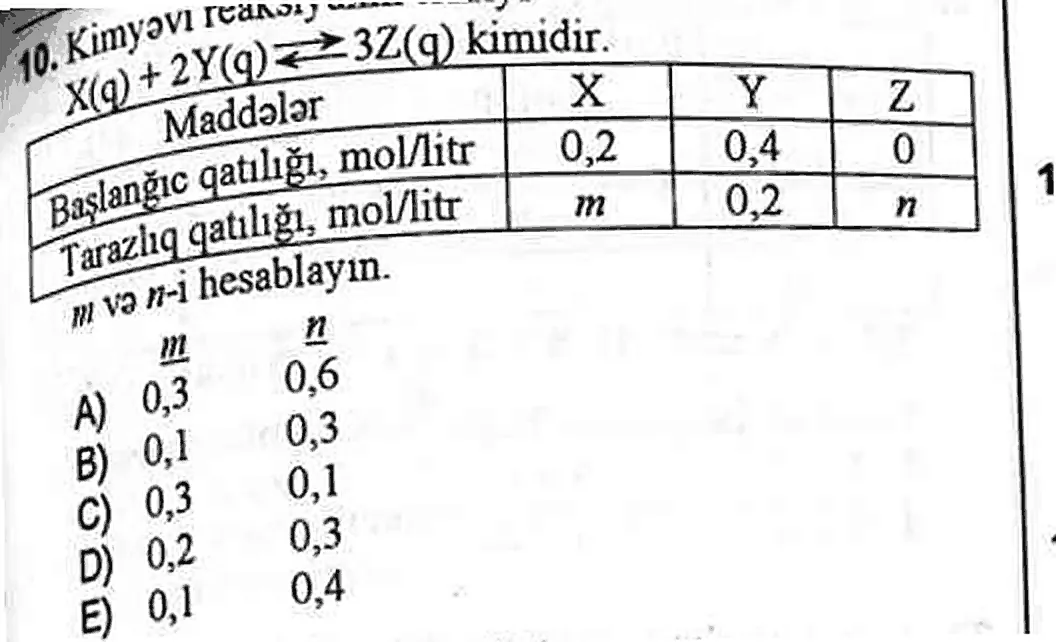 10. Kimyəvi
X(q) + 2Y(q) ⇄ 3Z(q) kimidir.
Maddələr X Y Z
Başlanğıc qatılığı, mol/litr 0,2 0,4 0
Tarazlıq qatılığı, mol/litr m 0,2 n
m və n-i hesablayın.
m n
A) 0,3 0,6
B) 0,1 0,3
C) 0,3 0,1
D) 0,2 0,3
E) 0,1 0,4
1